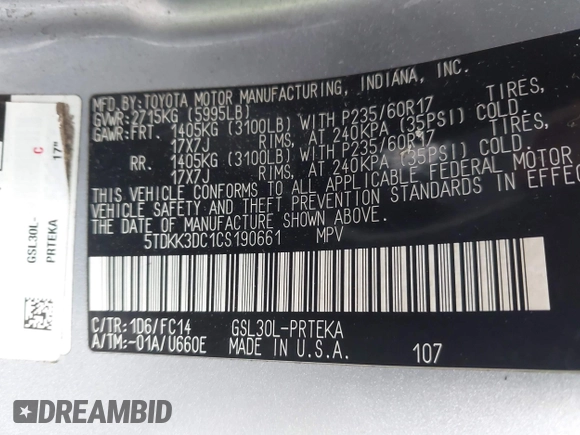 MFD. BY: TOYOTA MOTOR MANUFACTURING, INDIANA, INC.
GVWR: 2715KG (5995LB)
GAWR: FRT. 1405KG (3100LB) WITH P235/60R17 TIRES,
17X7J RIMS, AT 240KPA (35PSI) COLD.
RR. 1405KG (3100LB) WITH P235/60R17 TIRES,
17X7J RIMS, AT 240KPA (35PSI) COLD.
THIS VEHICLE CONFORMS TO ALL APPLICABLE FEDERAL MOTOR
VEHICLE SAFETY AND THEFT PREVENTION STANDARDS IN EFFEC
THE DATE OF MANUFACTURE SHOWN ABOVE.
5TDKK3DC1CS190661 MPV
C/TR: 1D6/FC14 GSL30L-PRTEKA
A/TM: -01A/U660E MADE IN U.S.A. 107
C
17"
GSL30L-
PRTEKA
DREAMBID